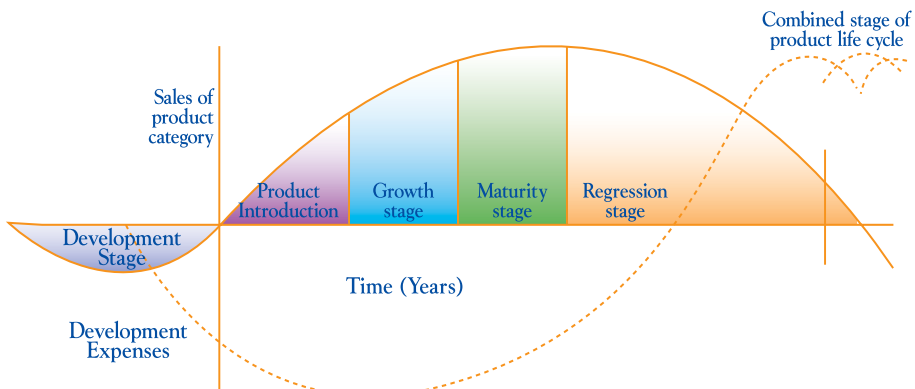 Combined stage of
product life cycle
Sales of
product
category
Product
Introduction
Growth
stage
Maturity
stage
Regression
stage
Development
Stage
Time (Years)
Development
Expenses